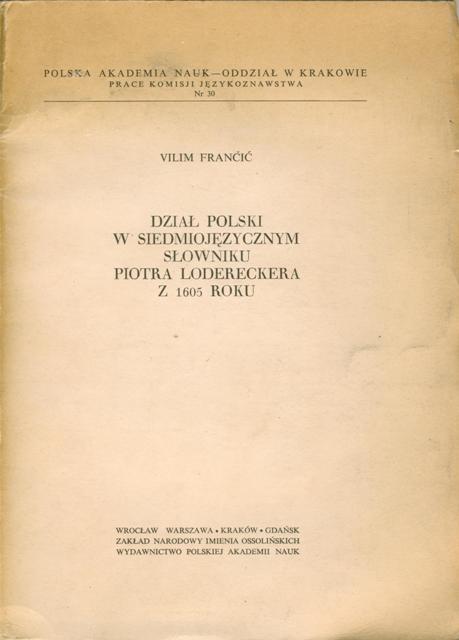 POLSKA AKADEMIA NAUK—ODDZIAŁ W KRAKOWIE
PRACE KOMISJI JĘZYKOZNAWSTWA
Nr 30
VILIM FRANČIĆ
DZIAŁ POLSKI
W SIEDMIOJĘZYCZNYM
SŁOWNIKU
PIOTRA LODERECKERA
Z 1605 ROKU
WROCŁAW WARSZAWA • KRAKÓW • GDAŃSK
ZAKŁAD NARODOWY IMIENIA OSSOLIŃSKICH
WYDAWNICTWO POLSKIEJ AKADEMII NAUK